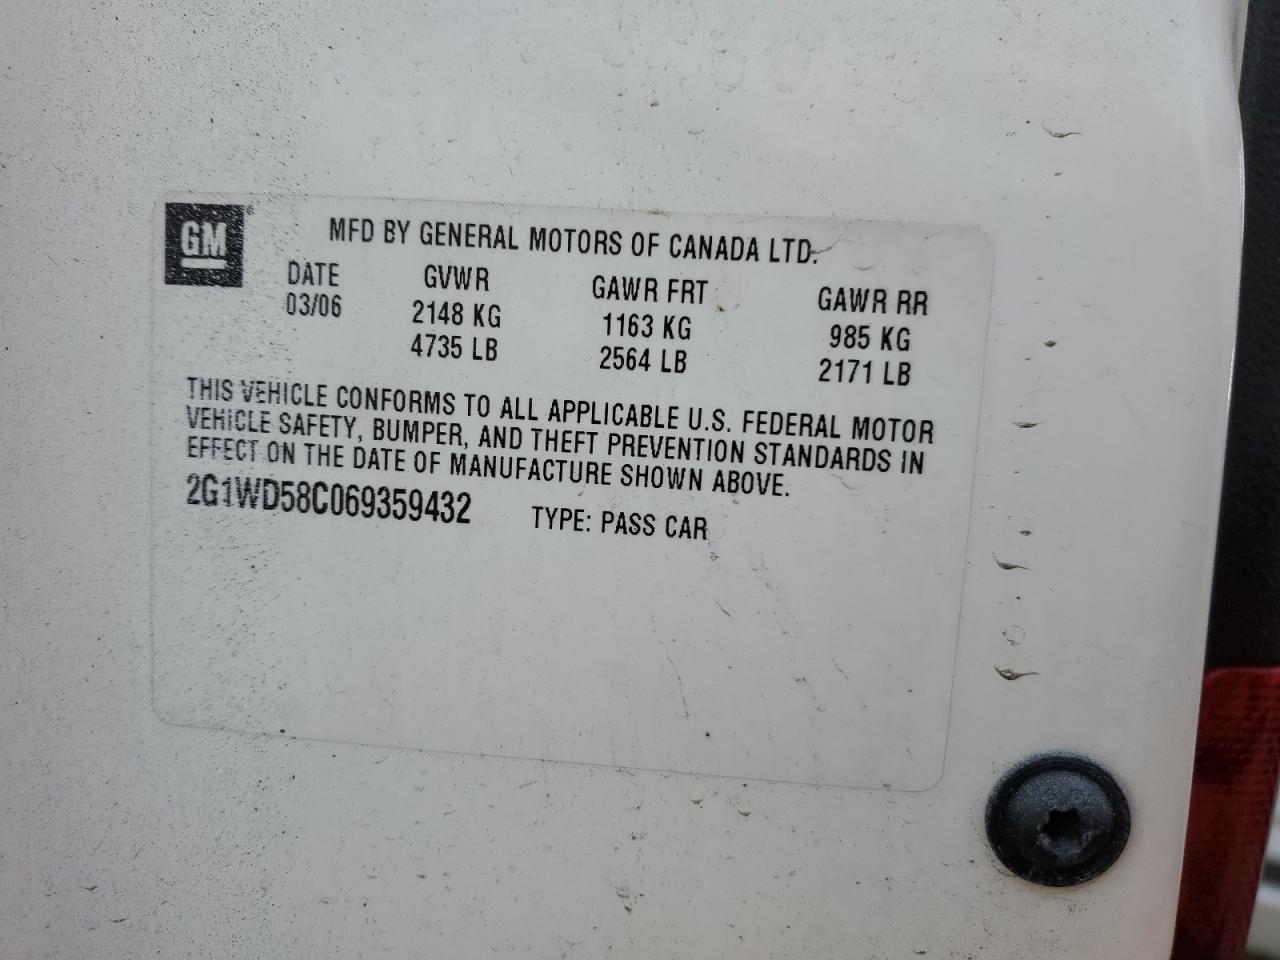 GM
MFD BY GENERAL MOTORS OF CANADA LTD.
DATE GVWR GAWR FRT GAWR RR
03/06 2148 KG 1163 KG 985 KG
4735 LB 2564 LB 2171 LB
THIS VEHICLE CONFORMS TO ALL APPLICABLE U.S. FEDERAL MOTOR
VEHICLE SAFETY, BUMPER, AND THEFT PREVENTION STANDARDS IN
EFFECT ON THE DATE OF MANUFACTURE SHOWN ABOVE.
2G1WD58C069359432 TYPE: PASS CAR